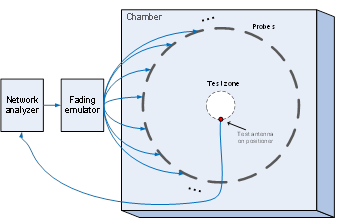 Chamber
Probes
Test zone
Network
analyzer
Fading
emulator
Test antenna
on positioner